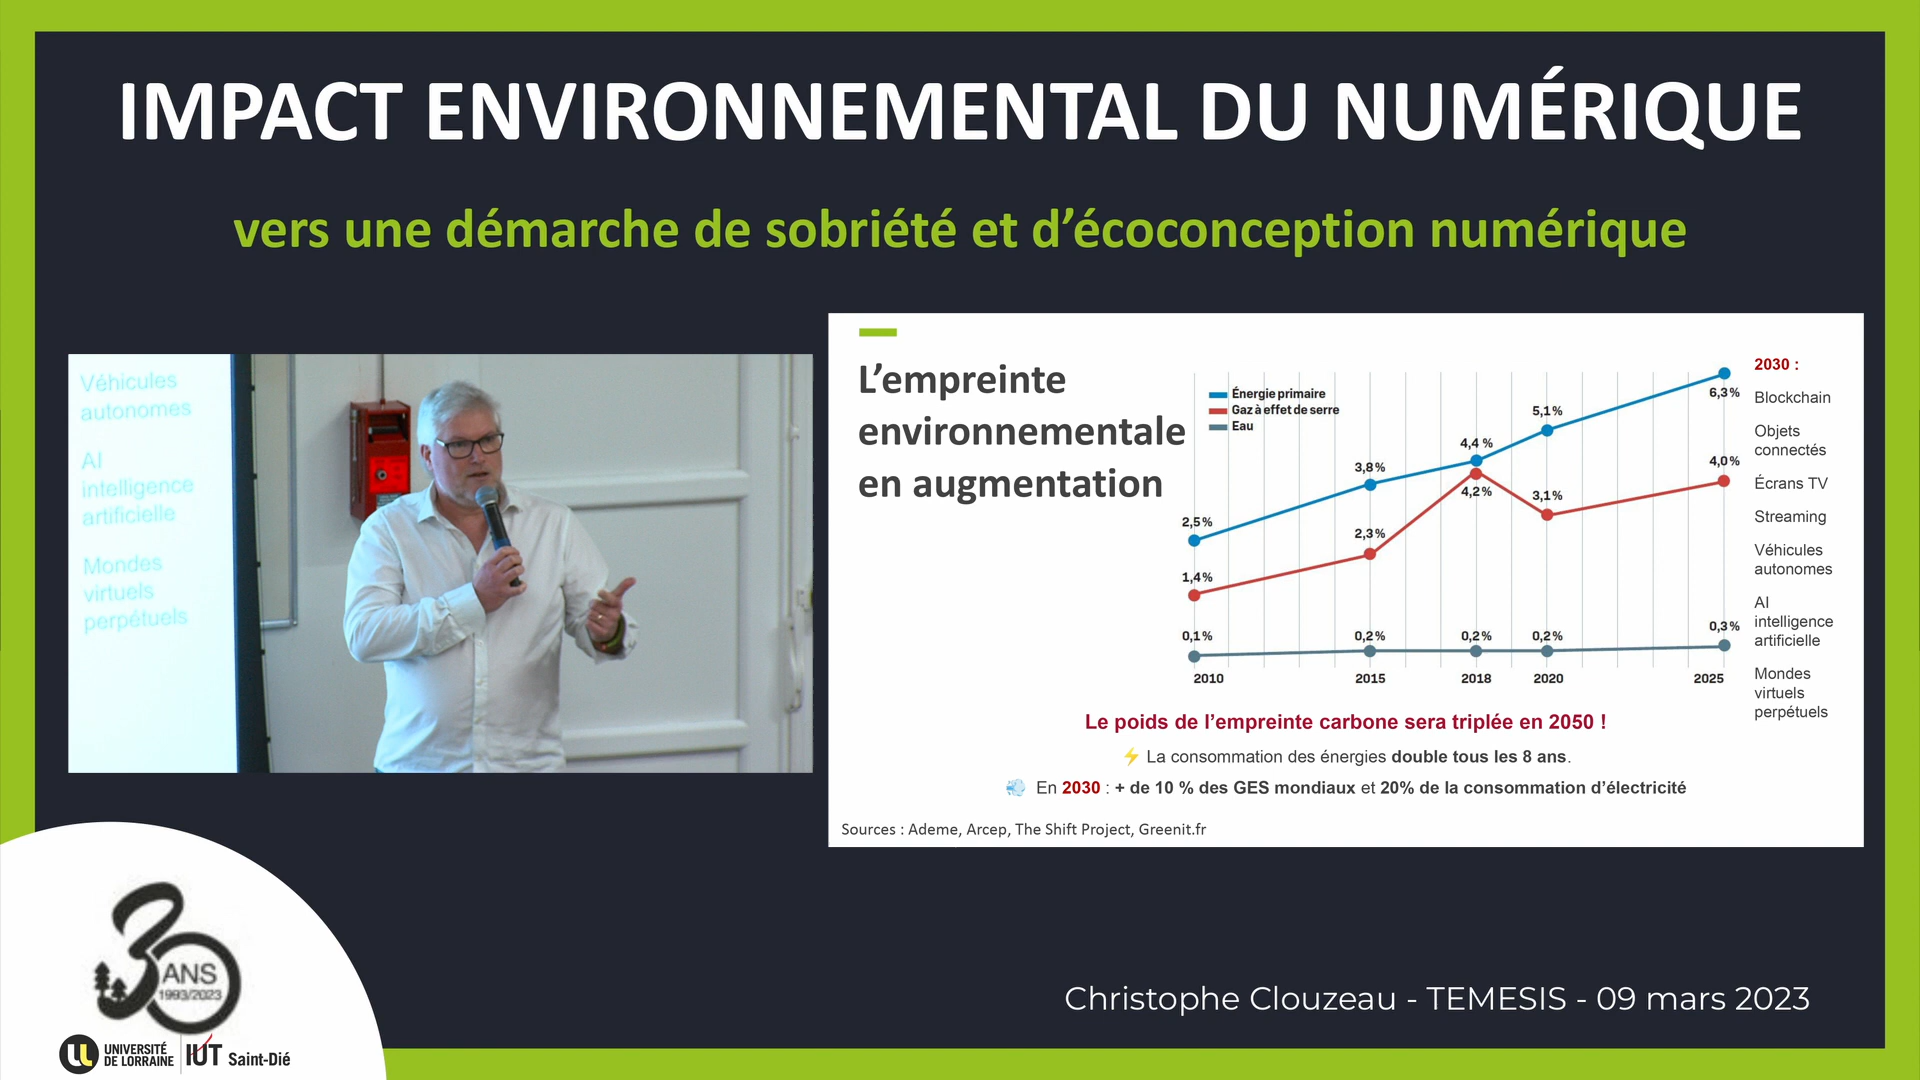 IMPACT ENVIRONNEMENTAL DU NUMÉRIQUE
vers une démarche de sobriété et d’écoconception numérique
Véhicules
autonomes
AI
intelligence
artificielle
Mondes
virtuels
perpétuels
L’empreinte
environnementale
en augmentation
Énergie primaire
Gaz à effet de serre
Eau
2,5%
3,8%
4,4 %
5,1%
6,3%
1,4%
2,3%
4,2%
3,1%
4,0%
0,1%
0,2%
0,2%
0,2%
0,3%
2010
2015
2018
2020
2025
2030 :
Blockchain
Objets
connectés
Écrans TV
Streaming
Véhicules
autonomes
AI
intelligence
artificielle
Mondes
virtuels
perpétuels
Le poids de l’empreinte carbone sera triplée en 2050 !
⚡ La consommation des énergies double tous les 8 ans.
💨 En 2030 : + de 10 % des GES mondiaux et 20% de la consommation d’électricité
Sources : Ademe, Arcep, The Shift Project, Greenit.fr
30
ANS
1993/2023
UNIVERSITÉ
DE LORRAINE
IUT Saint-Dié
Christophe Clouzeau - TEMESIS - 09 mars 2023